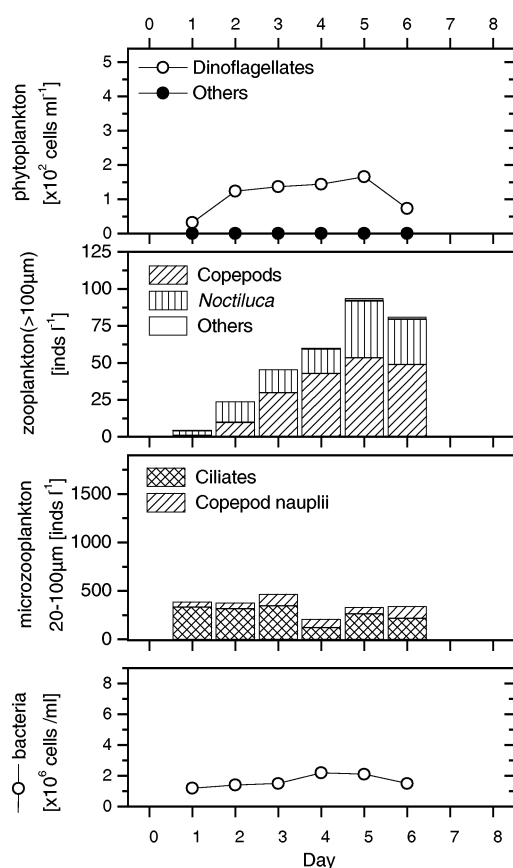 0 1 2 3 4 5 6 7 8
phytoplankton
[x10² cells ml⁻¹]
5
4
3
2
1
0
Dinoflagellates
Others
zooplankton(>100µm)
[inds l⁻¹]
125
100
75
50
25
0
Copepods
Noctiluca
Others
microzooplankton
20-100µm [inds l⁻¹]
1500
1000
500
0
Ciliates
Copepod nauplii
bacteria
[x10⁶ cells /ml]
8
6
4
2
0
0 1 2 3 4 5 6 7 8
Day